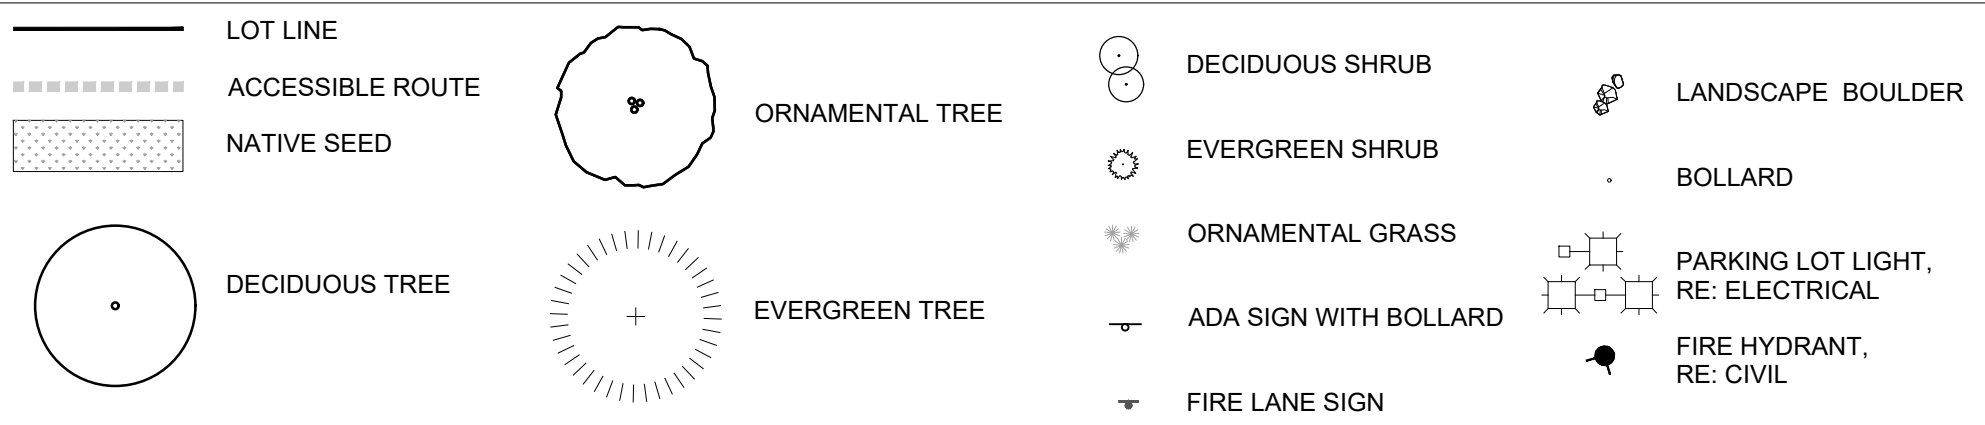 LOT LINE
ACCESSIBLE ROUTE
NATIVE SEED
DECIDUOUS TREE
ORNAMENTAL TREE
EVERGREEN TREE
DECIDUOUS SHRUB
EVERGREEN SHRUB
ORNAMENTAL GRASS
ADA SIGN WITH BOLLARD
FIRE LANE SIGN
LANDSCAPE  BOULDER
BOLLARD
PARKING LOT LIGHT,
RE: ELECTRICAL
FIRE HYDRANT,
RE: CIVIL